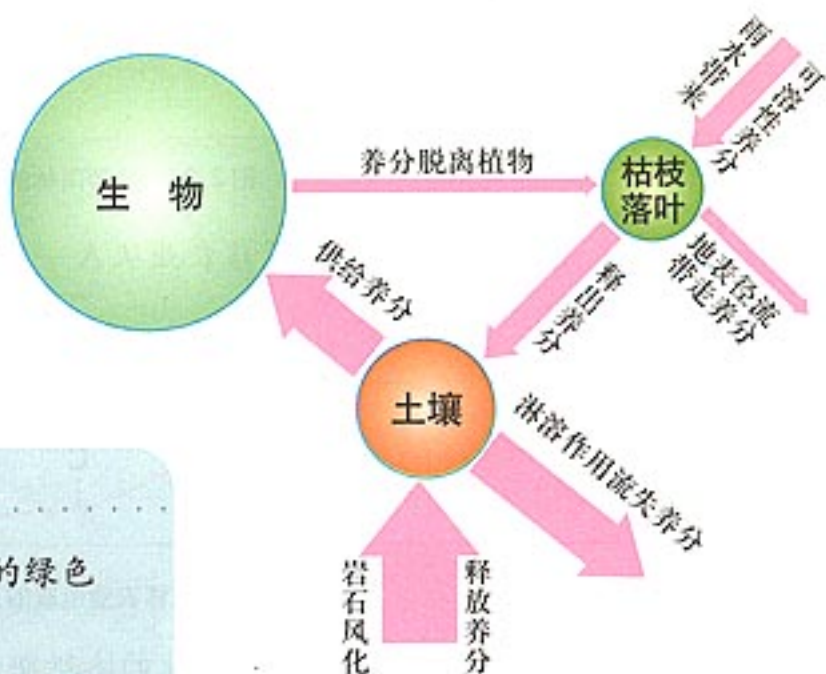 生 物
养分脱离植物
枯枝
落叶
雨水带来
可溶性养分
地表径流
带走养分
释出养分
供给养分
土壤
淋溶作用流失养分
岩石风化
释放养分
的绿色